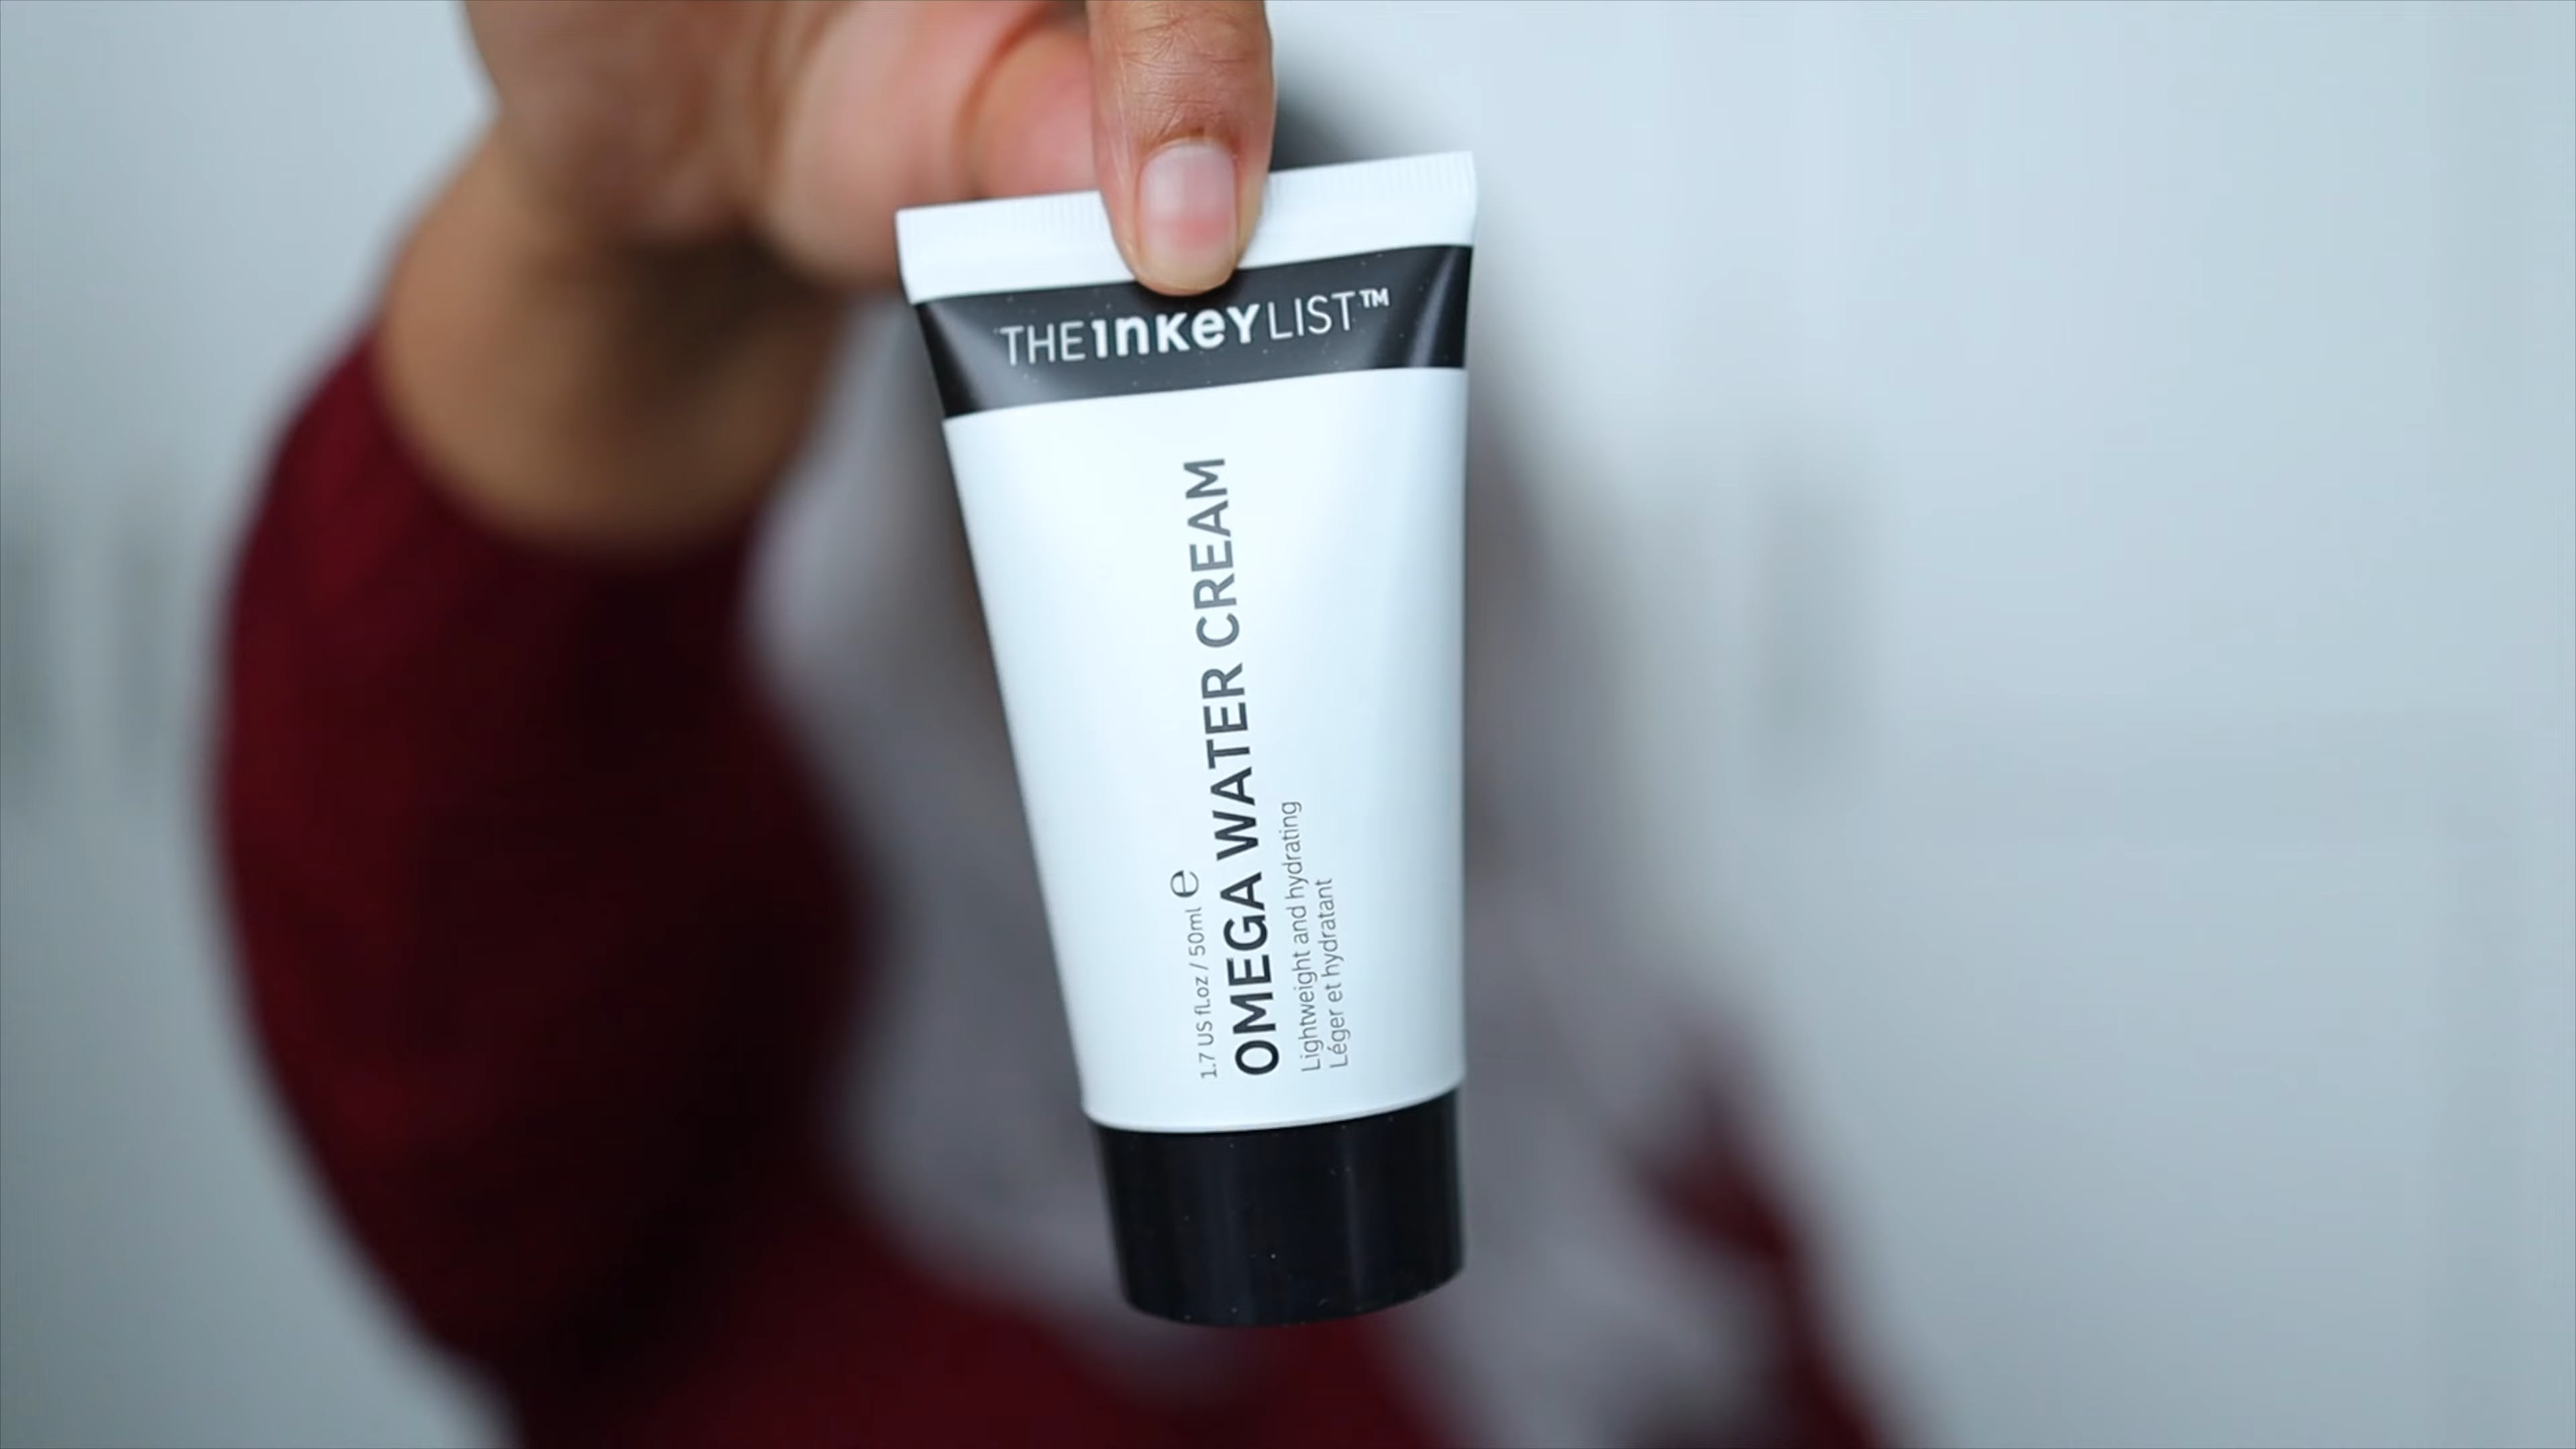 THE INKEY LIST™
1.7 US fl.oz / 50ml ℮
OMEGA WATER CREAM
Lightweight and hydrating
Léger et hydratant